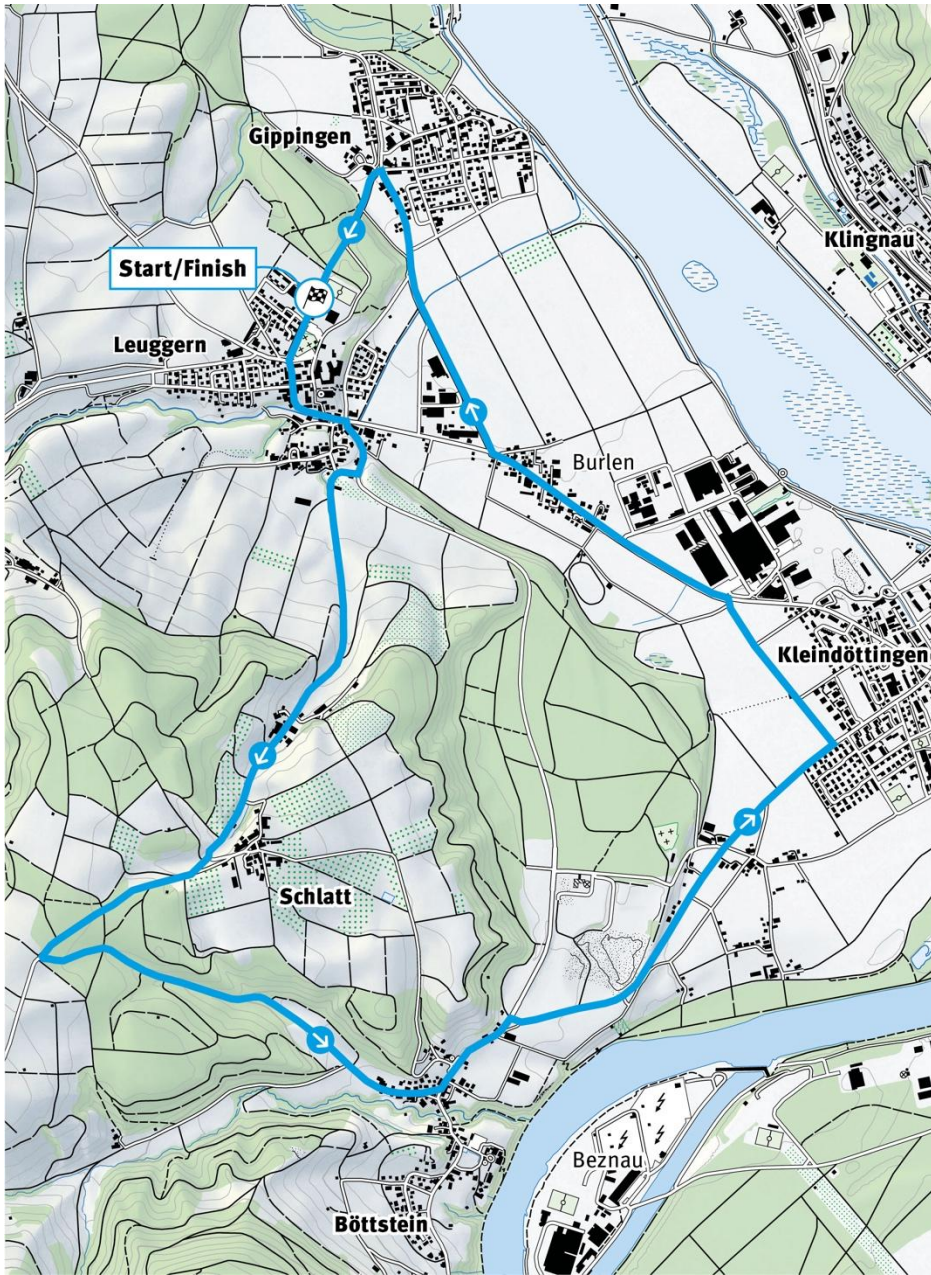 Gippingen
Klingnau
Start/Finish
Leuggern
Burlen
Kleindöttingen
Schlatt
Beznau
Böttstein